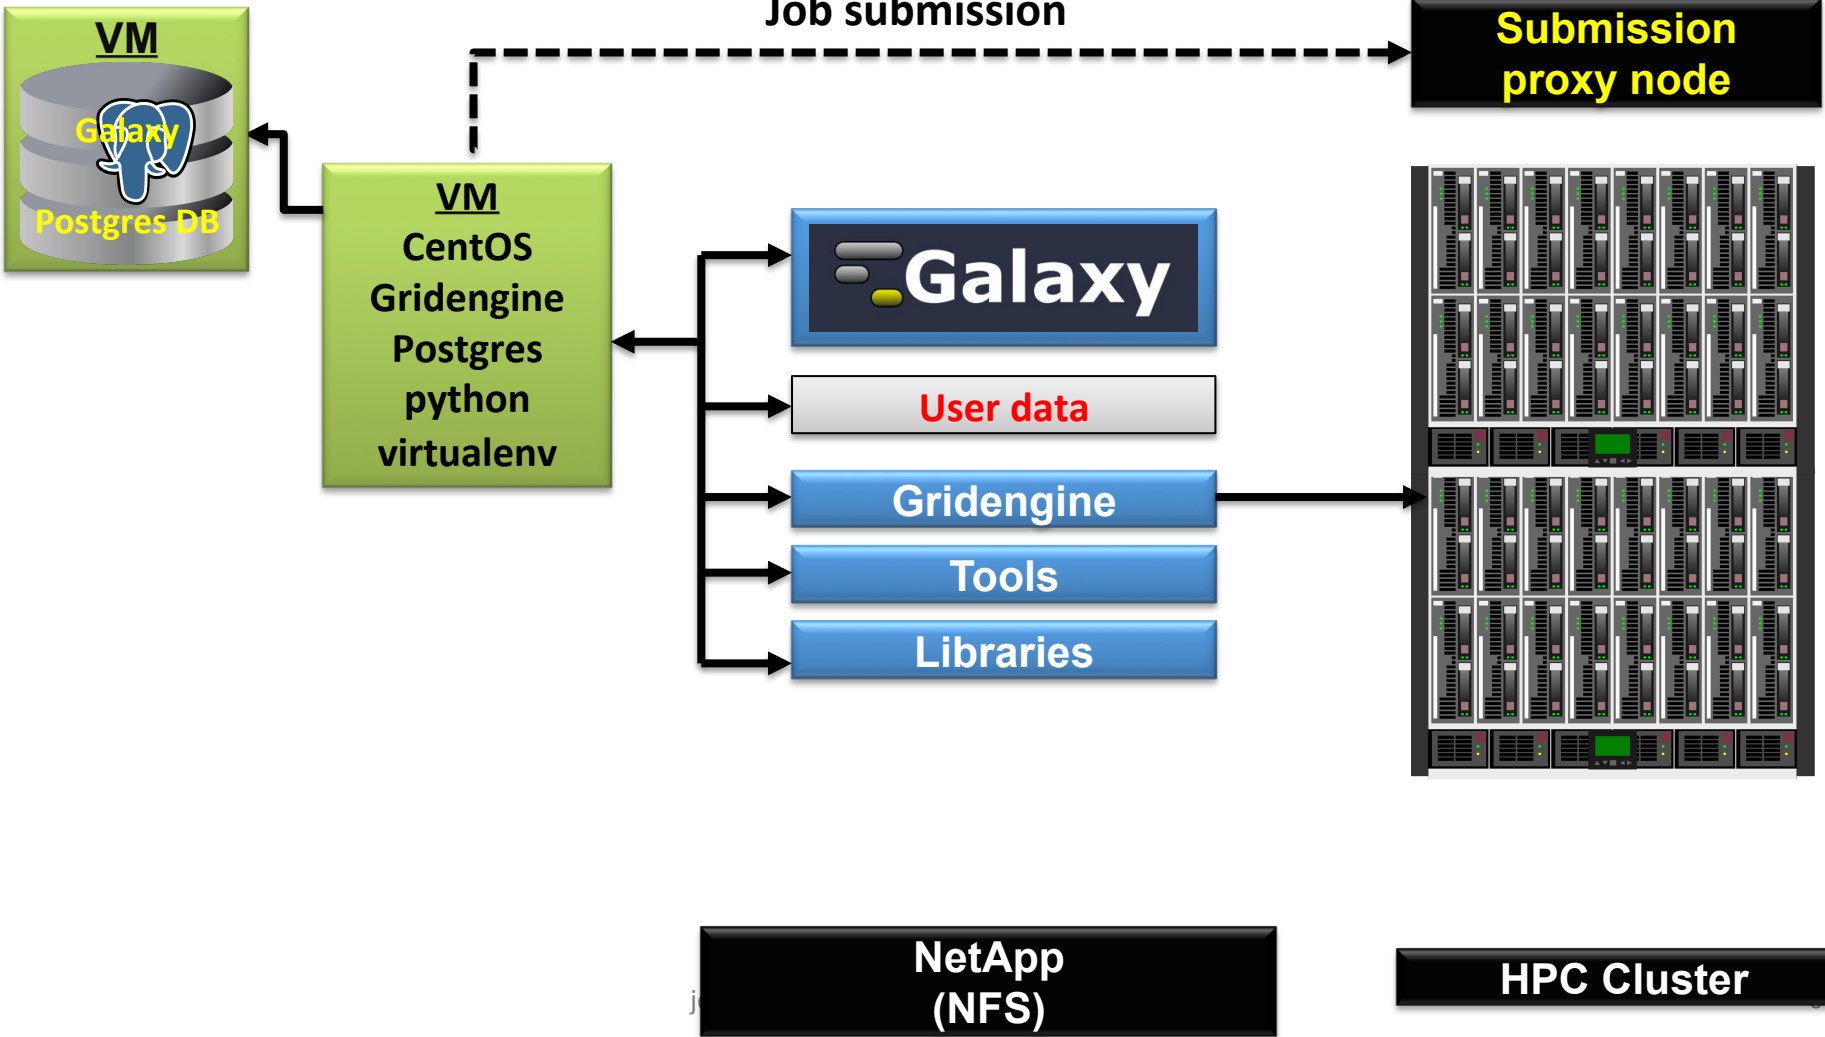 Job submission
Submission
proxy node
VM
Galaxy
Postgres DB
VM
CentOS
Gridengine
Postgres
python
virtualenv
Galaxy
User data
Gridengine
Tools
Libraries
NetApp
(NFS)
HPC Cluster